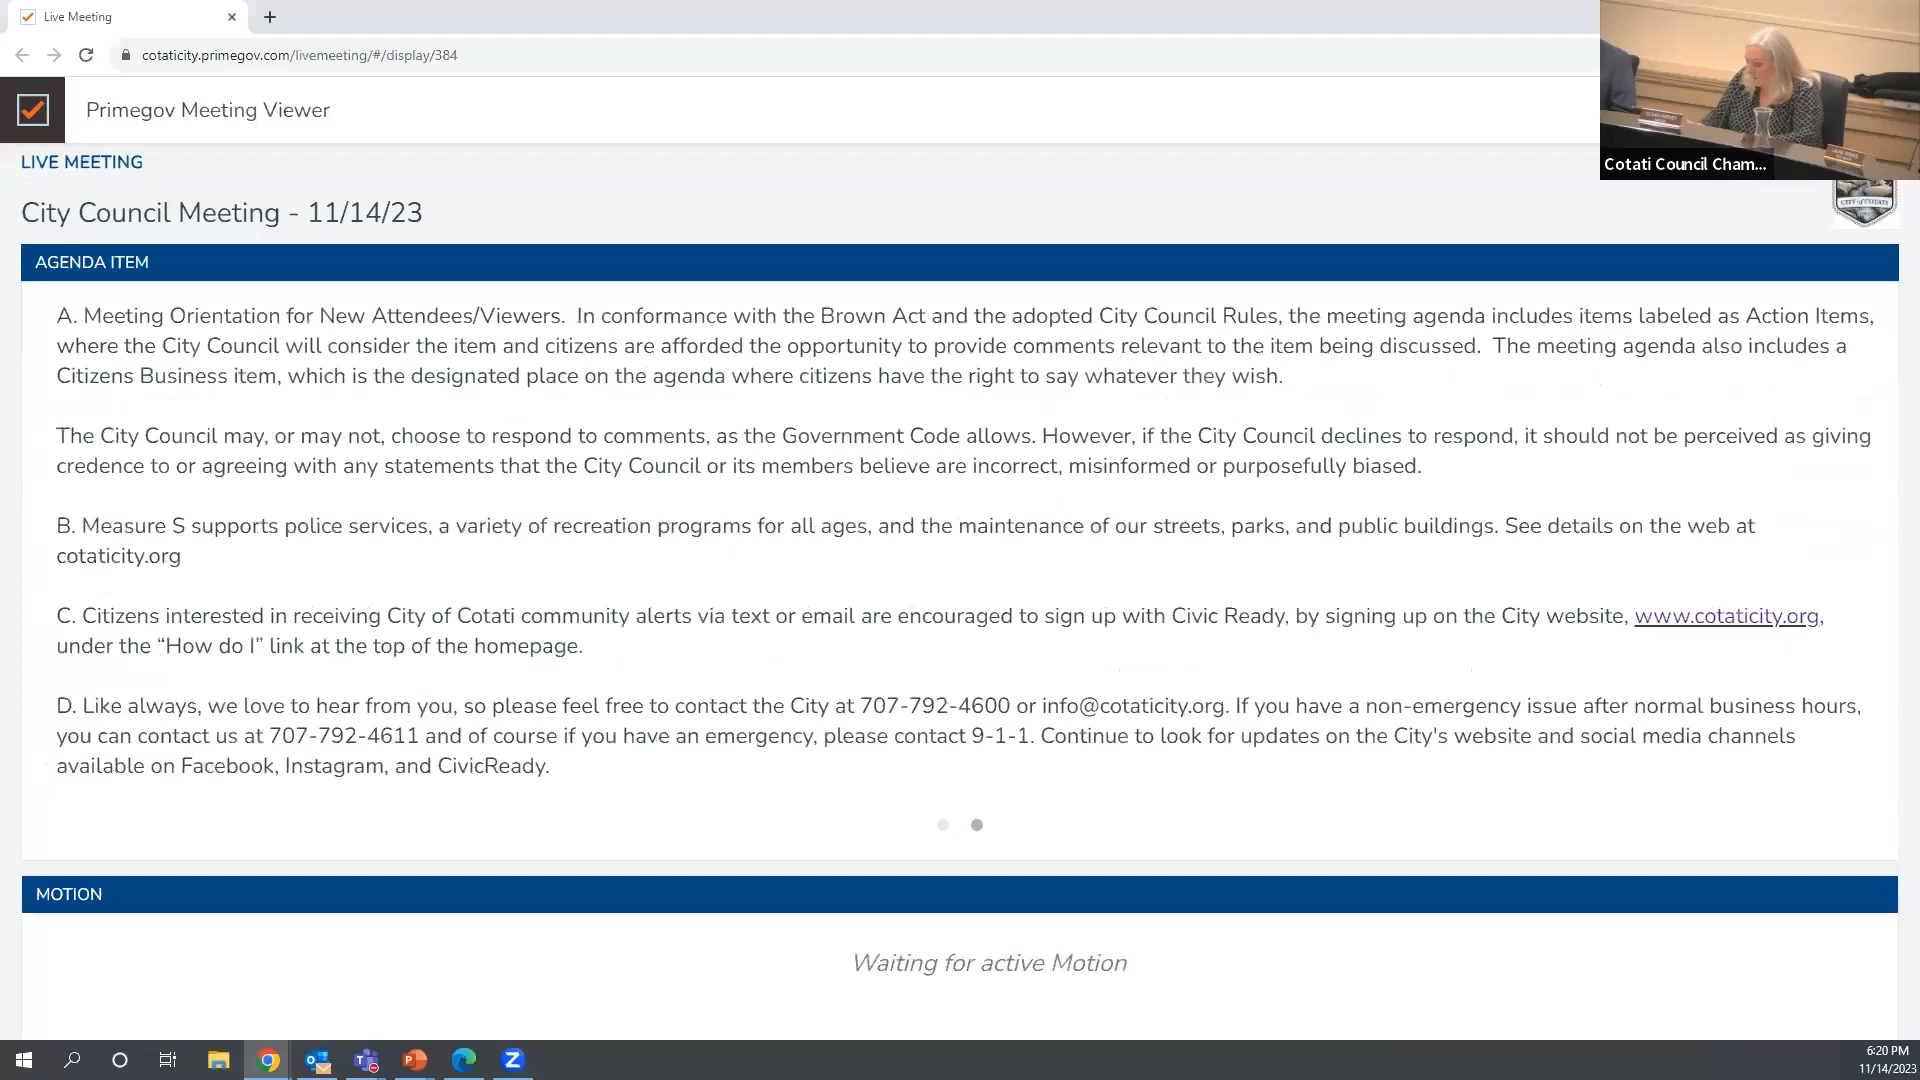 Live Meeting
cotaticity.primegov.com/livemeeting/#/display/384
Primegov Meeting Viewer
Cotati Council Cham...
LIVE MEETING
City Council Meeting - 11/14/23
CITY of COTATI
AGENDA ITEM
A. Meeting Orientation for New Attendees/Viewers.  In conformance with the Brown Act and the adopted City Council Rules, the meeting agenda includes items labeled as Action Items,
where the City Council will consider the item and citizens are afforded the opportunity to provide comments relevant to the item being discussed.  The meeting agenda also includes a
Citizens Business item, which is the designated place on the agenda where citizens have the right to say whatever they wish.
The City Council may, or may not, choose to respond to comments, as the Government Code allows. However, if the City Council declines to respond, it should not be perceived as giving
credence to or agreeing with any statements that the City Council or its members believe are incorrect, misinformed or purposefully biased.
B. Measure S supports police services, a variety of recreation programs for all ages, and the maintenance of our streets, parks, and public buildings. See details on the web at
cotaticity.org
C. Citizens interested in receiving City of Cotati community alerts via text or email are encouraged to sign up with Civic Ready, by signing up on the City website, www.cotaticity.org,
under the “How do I” link at the top of the homepage.
D. Like always, we love to hear from you, so please feel free to contact the City at 707-792-4600 or info@cotaticity.org. If you have a non-emergency issue after normal business hours,
you can contact us at 707-792-4611 and of course if you have an emergency, please contact 9-1-1. Continue to look for updates on the City's website and social media channels
available on Facebook, Instagram, and CivicReady.
MOTION
Waiting for active Motion
6:20 PM
11/14/2023